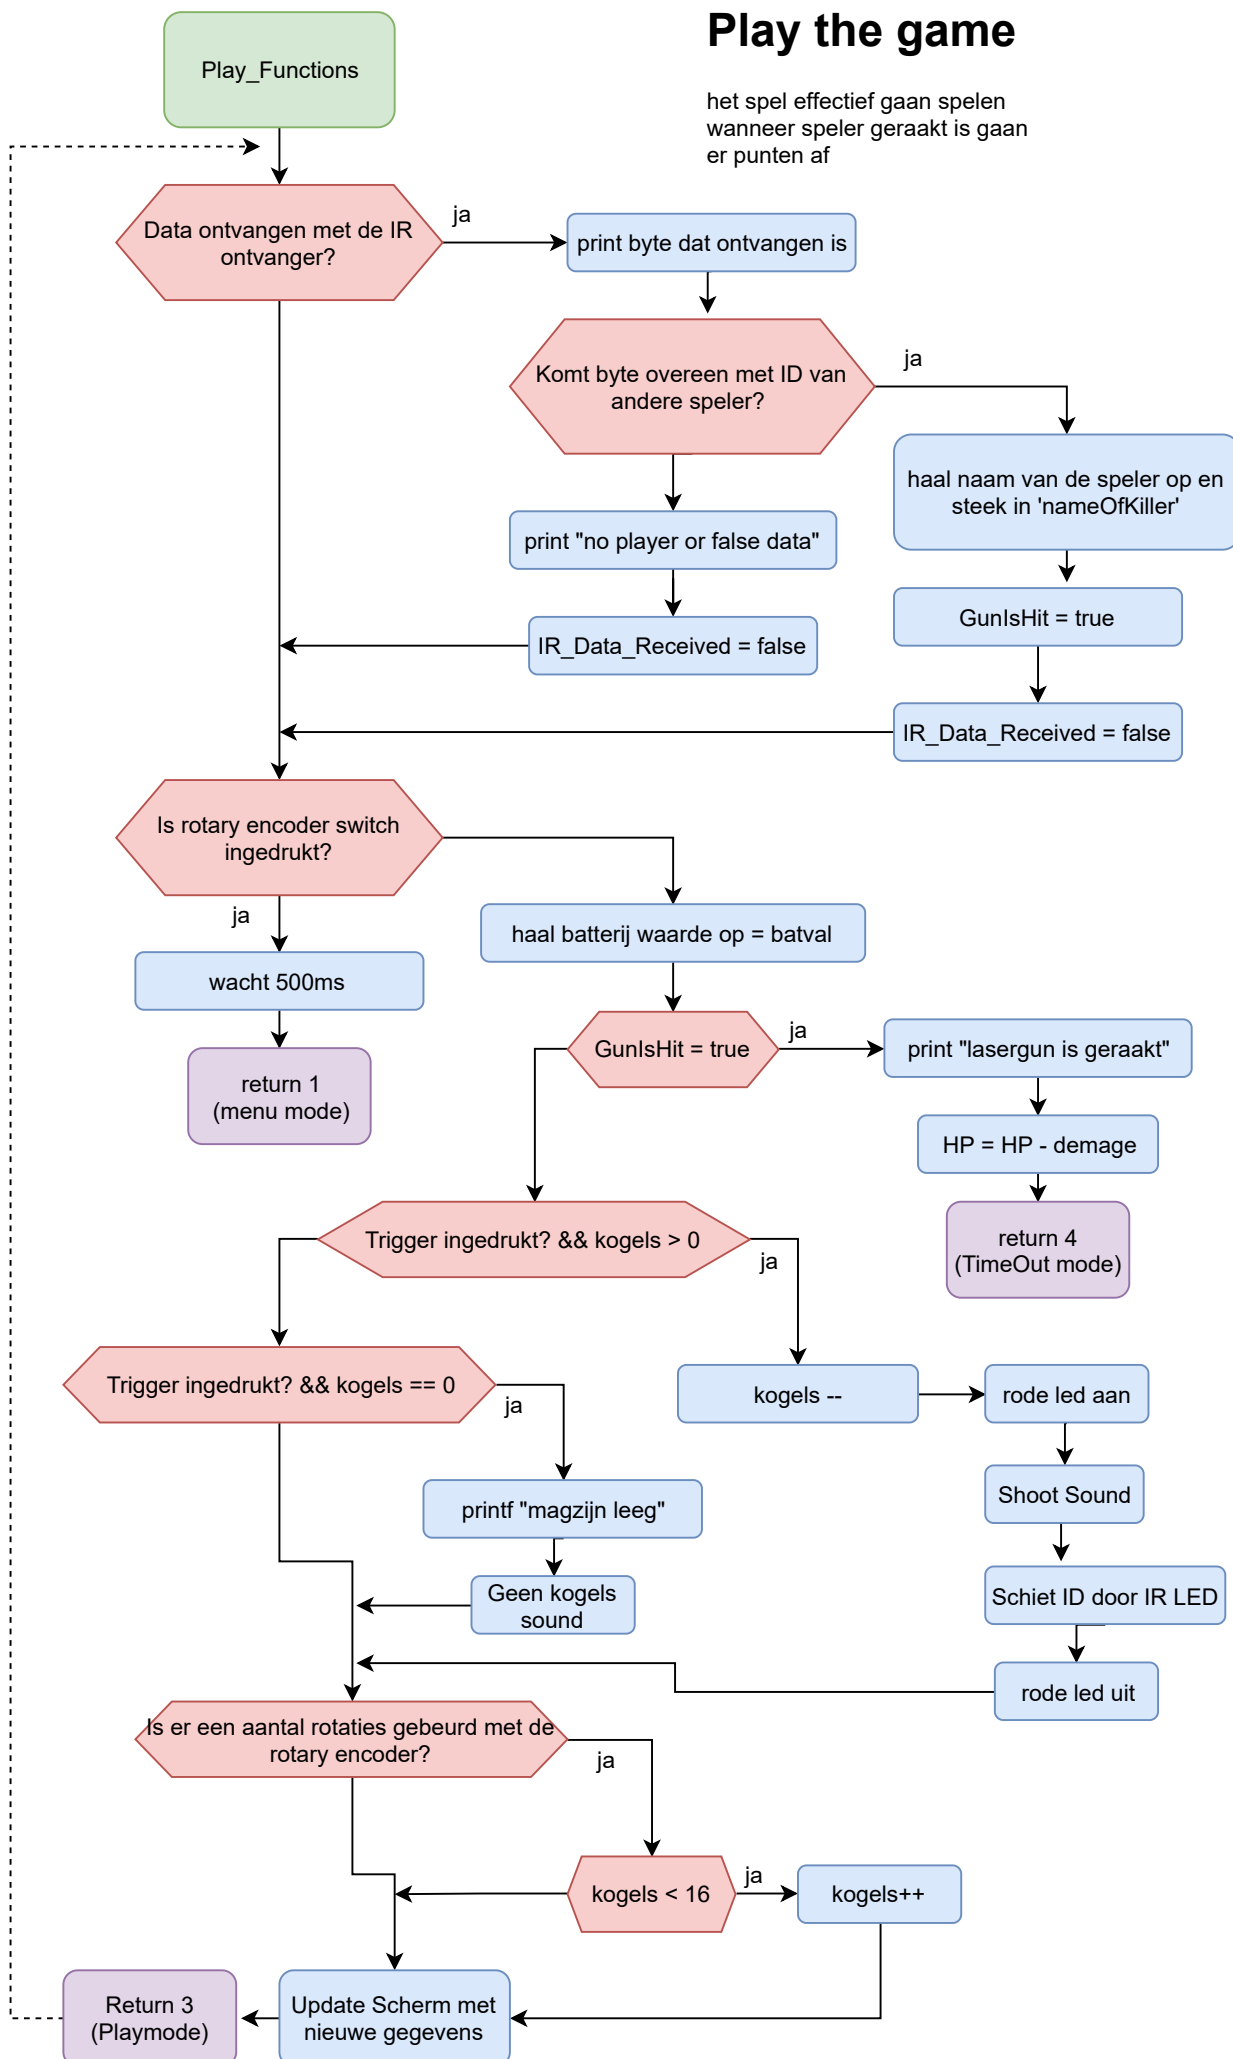 Play the game
Play_Functions
het spel effectief gaan spelen
wanneer speler geraakt is gaan
er punten af
Data ontvangen met de IR
ontvanger?
ja
print byte dat ontvangen is
Komt byte overeen met ID van
andere speler?
ja
haal naam van de speler op en
steek in 'nameOfKiller'
print "no player or false data"
GunIsHit = true
IR_Data_Received = false
IR_Data_Received = false
Is rotary encoder switch
ingedrukt?
ja
haal batterij waarde op = batval
wacht 500ms
GunIsHit = true
ja
print "lasergun is geraakt"
return 1
(menu mode)
HP = HP - demage
return 4
(TimeOut mode)
Trigger ingedrukt? && kogels > 0
ja
Trigger ingedrukt? && kogels == 0
ja
kogels --
rode led aan
printf "magzijn leeg"
Shoot Sound
Geen kogels
sound
Schiet ID door IR LED
rode led uit
Is er een aantal rotaties gebeurd met de
rotary encoder?
ja
kogels < 16
ja
kogels++
Update Scherm met
nieuwe gegevens
Return 3
(Playmode)